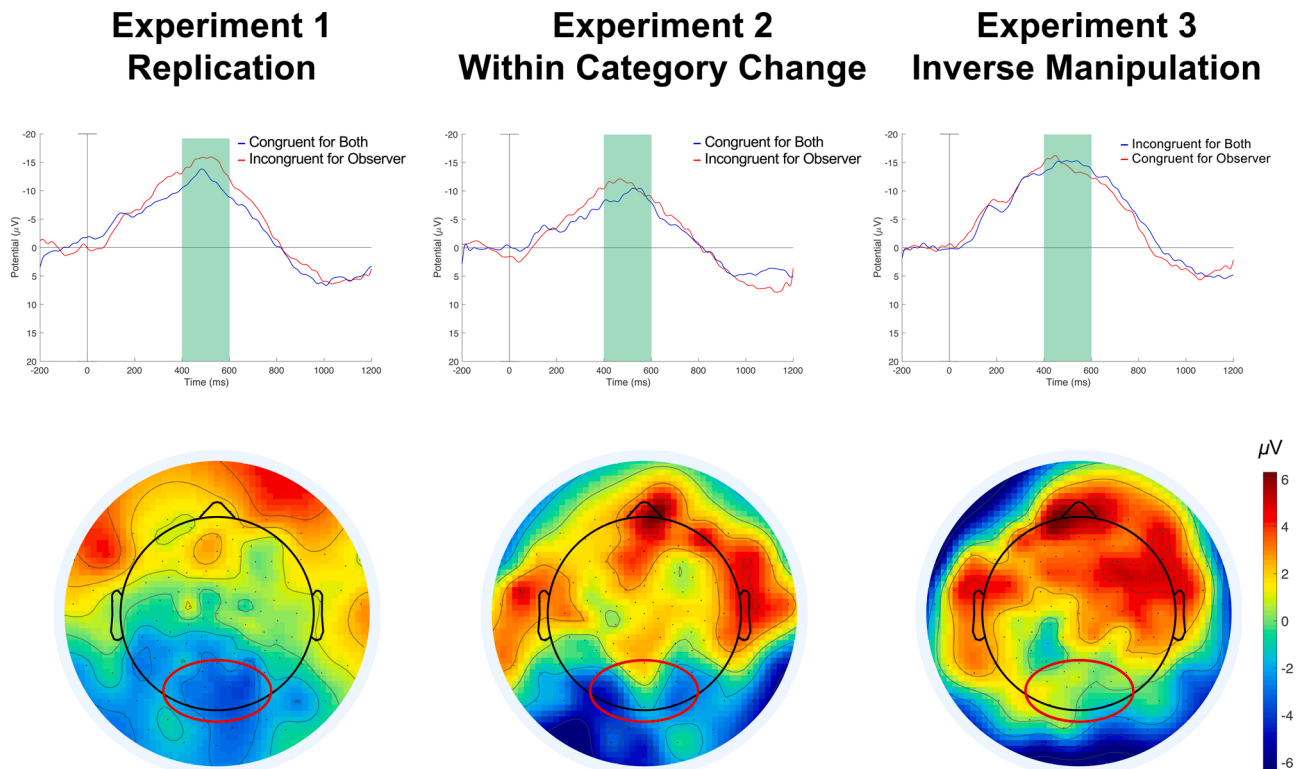 Experiment 1
Replication
Experiment 2
Within Category Change
Experiment 3
Inverse Manipulation
-20
-15
-10
-5
0
5
10
15
20
Potential (μV)
-200 0 200 400 600 800 1000 1200
Time (ms)
Congruent for Both
Incongruent for Observer
-20
-15
-10
-5
0
5
10
15
20
Potential (μV)
-200 0 200 400 600 800 1000 1200
Time (ms)
Congruent for Both
Incongruent for Observer
-20
-15
-10
-5
0
5
10
15
20
Potential (μV)
-200 0 200 400 600 800 1000 1200
Time (ms)
Incongruent for Both
Congruent for Observer
μV
6
4
2
0
-2
-4
-6